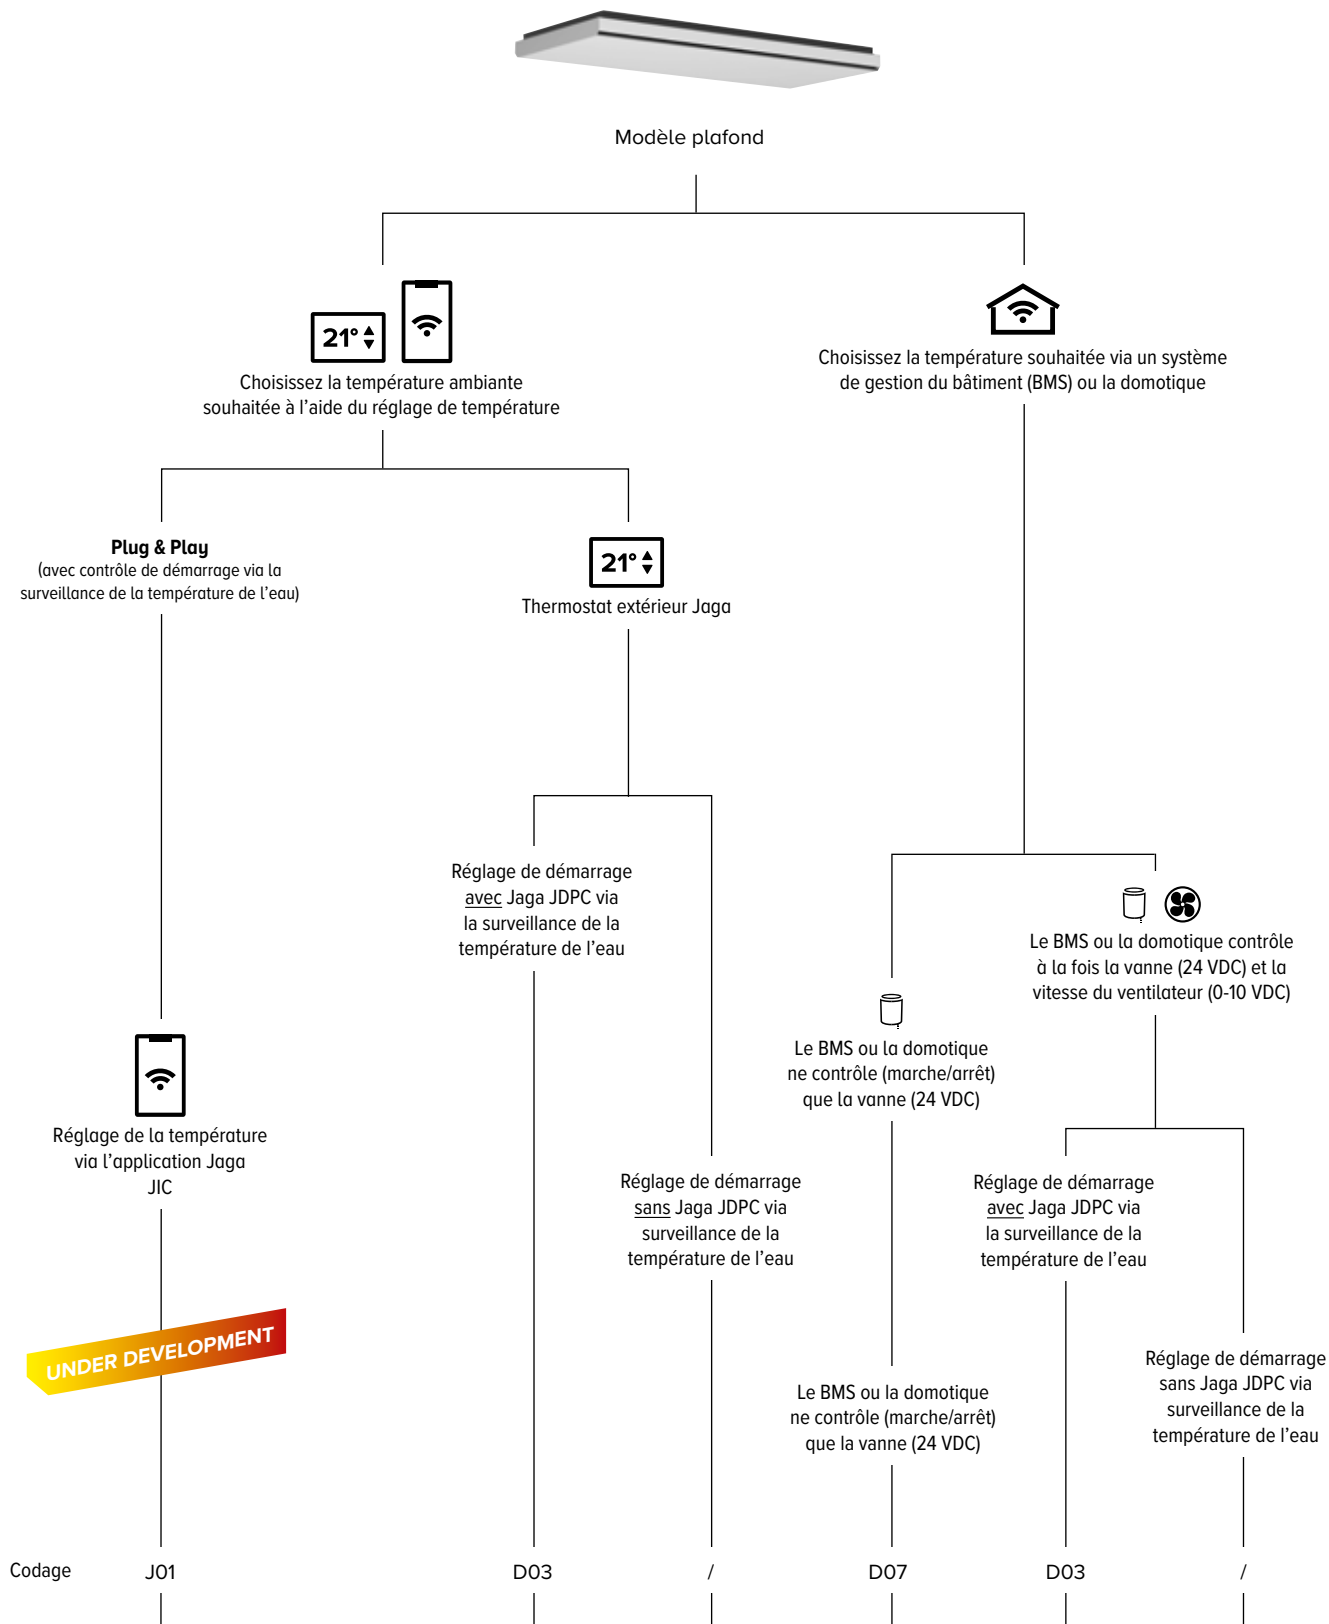 Modèle plafond
21°
Choisissez la température ambiante
souhaitée à l'aide du réglage de température
Choisissez la température souhaitée via un système
de gestion du bâtiment (BMS) ou la domotique
Plug & Play
(avec contrôle de démarrage via la
surveillance de la température de l'eau)
21°
Thermostat extérieur Jaga
Réglage de démarrage
avec Jaga JDPC via
la surveillance de la
température de l'eau
Le BMS ou la domotique contrôle
à la fois la vanne (24 VDC) et la
vitesse du ventilateur (0-10 VDC)
Le BMS ou la domotique
ne contrôle (marche/arrêt)
que la vanne (24 VDC)
Réglage de la température
via l'application Jaga
JIC
Réglage de démarrage
sans Jaga JDPC via
surveillance de la
température de l'eau
Réglage de démarrage
avec Jaga JDPC via
la surveillance de la
température de l'eau
UNDER DEVELOPMENT
Réglage de démarrage
sans Jaga JDPC via
surveillance de la
température de l'eau
Le BMS ou la domotique
ne contrôle (marche/arrêt)
que la vanne (24 VDC)
Codage J01 D03 / D07 D03 /